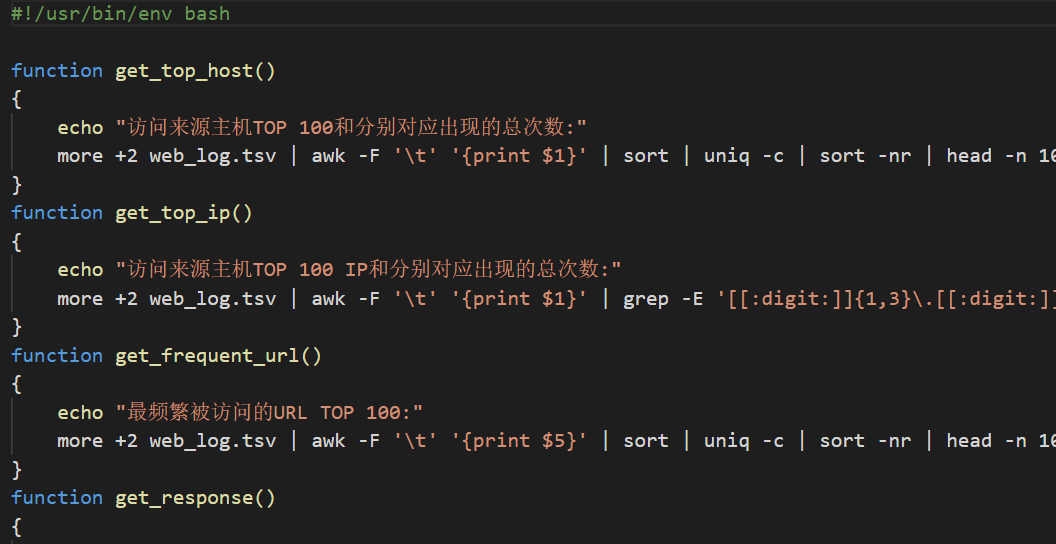 #!/usr/bin/env bash
function get_top_host()
{
echo "访问来源主机TOP 100和分别对应出现的总次数:"
more +2 web_log.tsv | awk -F '\t' '{print $1}' | sort | uniq -c | sort -nr | head -n 10
}
function get_top_ip()
{
echo "访问来源主机TOP 100 IP和分别对应出现的总次数:"
more +2 web_log.tsv | awk -F '\t' '{print $1}' | grep -E '[[:digit:]]{1,3}\.[[:digit:]]
}
function get_frequent_url()
{
echo "最频繁被访问的URL TOP 100:"
more +2 web_log.tsv | awk -F '\t' '{print $5}' | sort | uniq -c | sort -nr | head -n 10
}
function get_response()
{